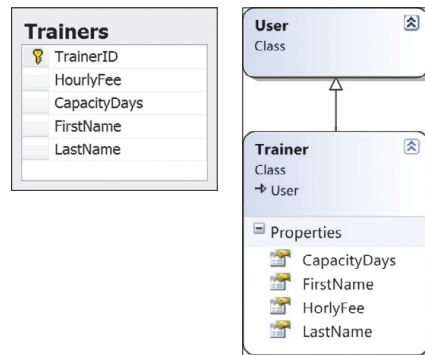 Trainers
TrainerID
HourlyFee
CapacityDays
FirstName
LastName
User
Class
Trainer
Class
User
Properties
CapacityDays
FirstName
HorlyFee
LastName